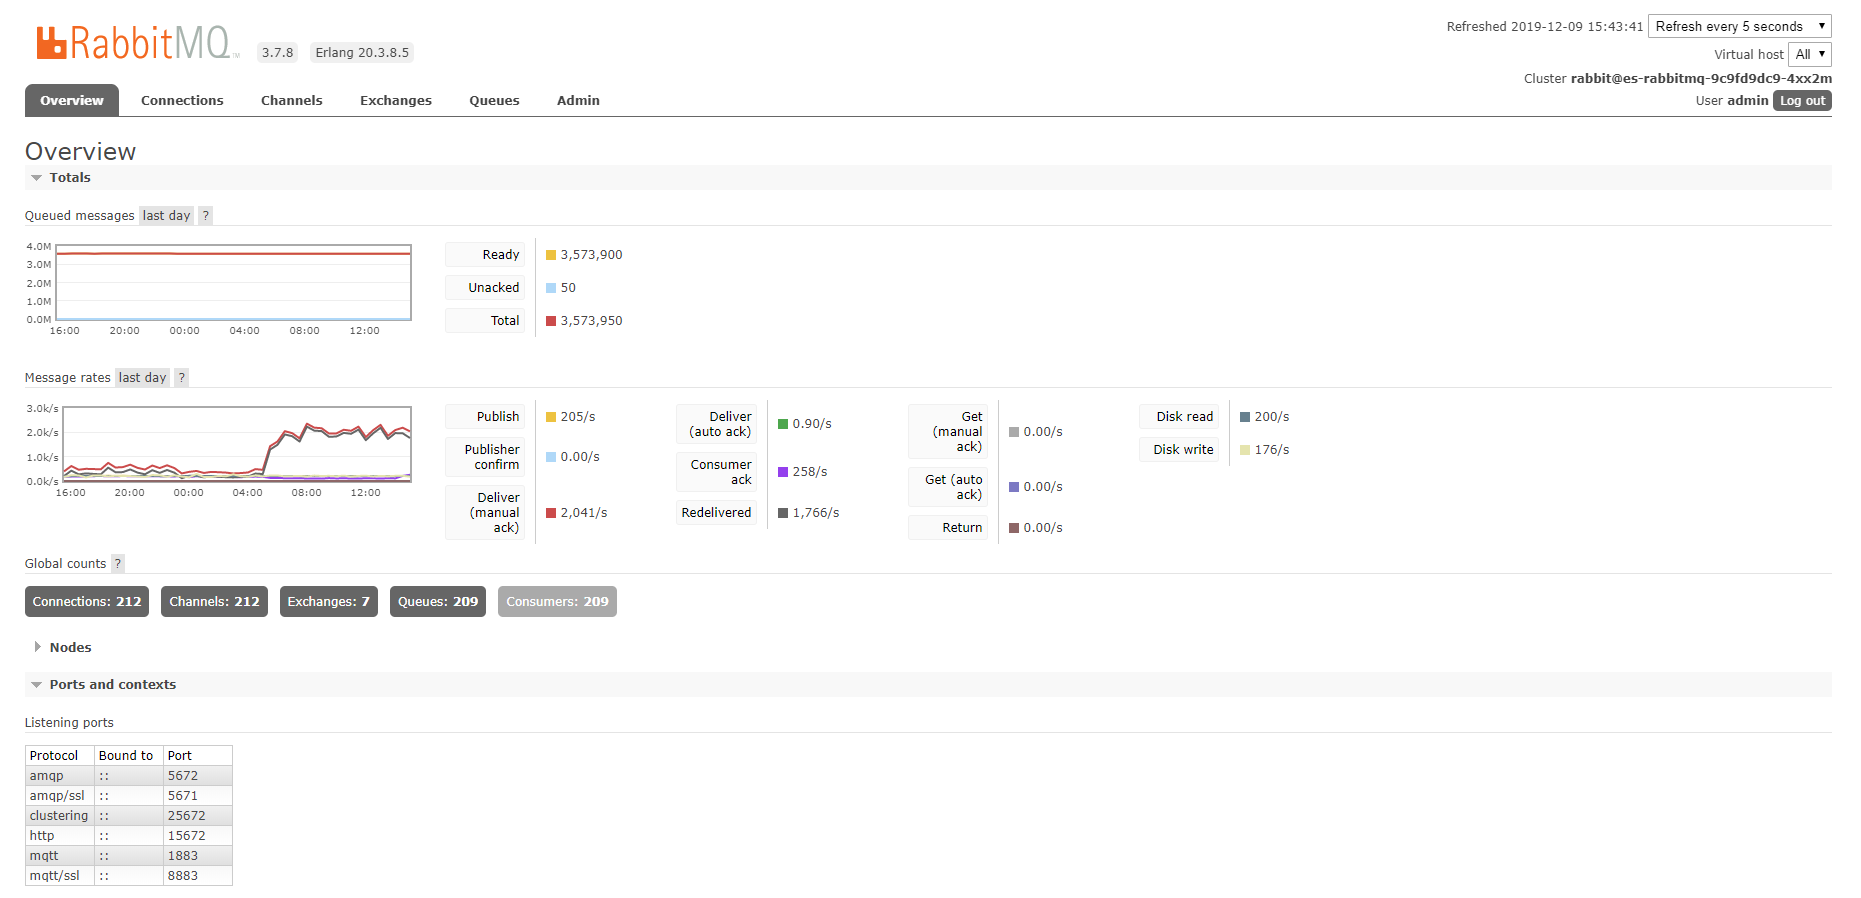 RabbitMQ TM 3.7.8 Erlang 20.3.8.5
Refreshed 2019-12-09 15:43:41 Refresh every 5 seconds
Virtual host All
Cluster rabbit@es-rabbitmq-9c9fd9dc9-4xx2m
User admin Log out
Overview Connections Channels Exchanges Queues Admin
Overview
Totals
Queued messages last day ?
4.0M
3.0M
2.0M
1.0M
0.0M
16:00 20:00 00:00 04:00 08:00 12:00
Ready 3,573,900
Unacked 50
Total 3,573,950
Message rates last day ?
3.0k/s
2.0k/s
1.0k/s
0.0k/s
16:00 20:00 00:00 04:00 08:00 12:00
Publish 205/s
Publisher
confirm 0.00/s
Deliver
(manual
ack) 2,041/s
Deliver
(auto ack) 0.90/s
Consumer
ack 258/s
Redelivered 1,766/s
Get
(manual
ack) 0.00/s
Get (auto
ack) 0.00/s
Return 0.00/s
Disk read 200/s
Disk write 176/s
Global counts ?
Connections: 212 Channels: 212 Exchanges: 7 Queues: 209 Consumers: 209
Nodes
Ports and contexts
Listening ports
Protocol Bound to Port
amqp :: 5672
amqp/ssl :: 5671
clustering :: 25672
http :: 15672
mqtt :: 1883
mqtt/ssl :: 8883